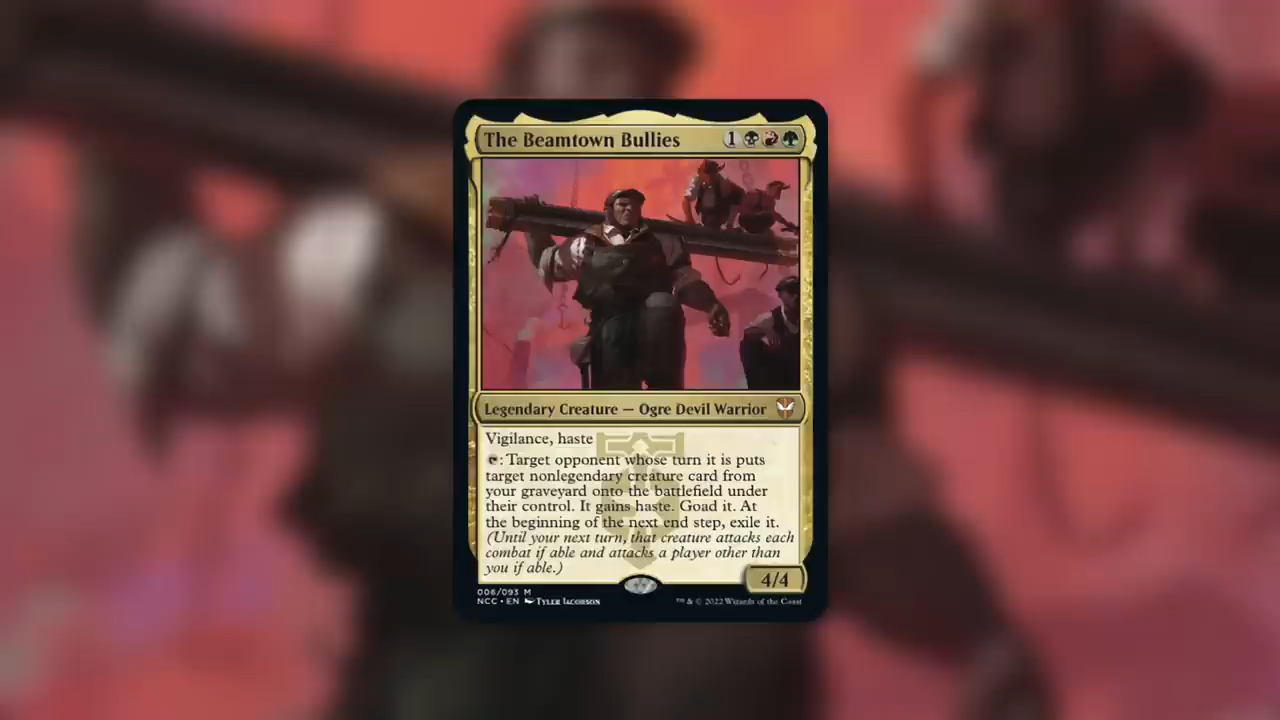 The Beamtown Bullies 1
Legendary Creature — Ogre Devil Warrior
Vigilance, haste
: Target opponent whose turn it is puts
target nonlegendary creature card from
your graveyard onto the battlefield under
their control. It gains haste. Goad it. At
the beginning of the next end step, exile it.
(Until your next turn, that creature attacks each
combat if able and attacks a player other than
you if able.)
4/4
006/093 M
NCC • EN Tyler Jacobson
™ & © 2022 Wizards of the Coast